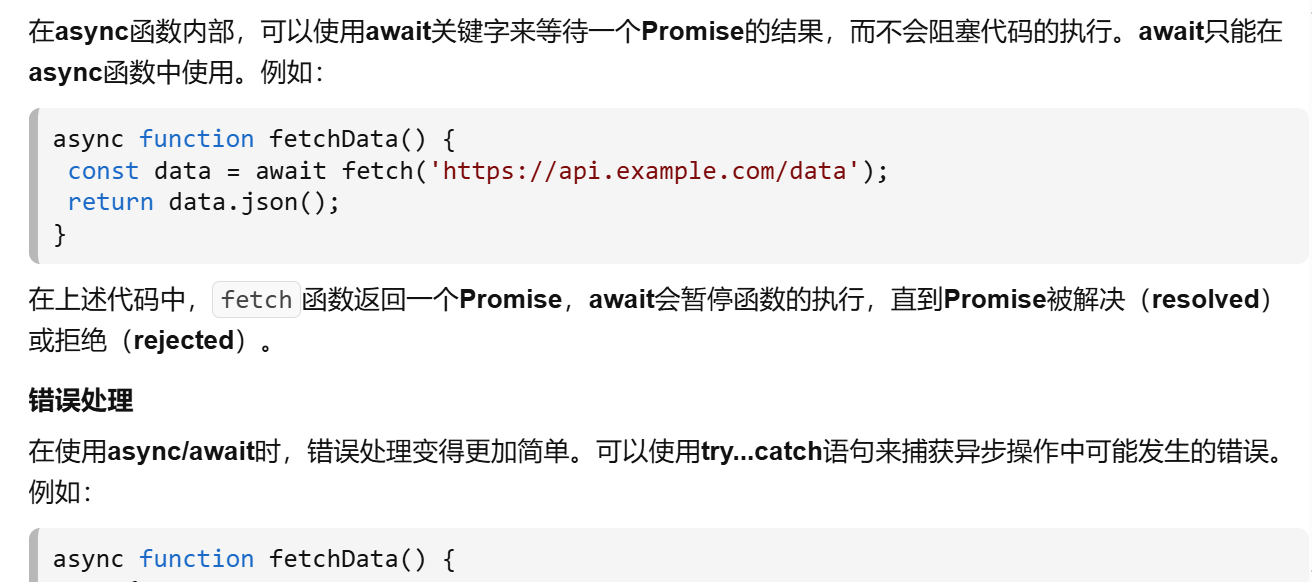 在async函数内部，可以使用await关键字来等待一个Promise的结果，而不会阻塞代码的执行。await只能在
async函数中使用。例如：
async function fetchData() {
const data = await fetch('https://api.example.com/data');
return data.json();
}
在上述代码中，fetch函数返回一个Promise，await会暂停函数的执行，直到Promise被解决（resolved）
或拒绝（rejected）。
错误处理
在使用async/await时，错误处理变得更加简单。可以使用try...catch语句来捕获异步操作中可能发生的错误。
例如：
async function fetchData() {